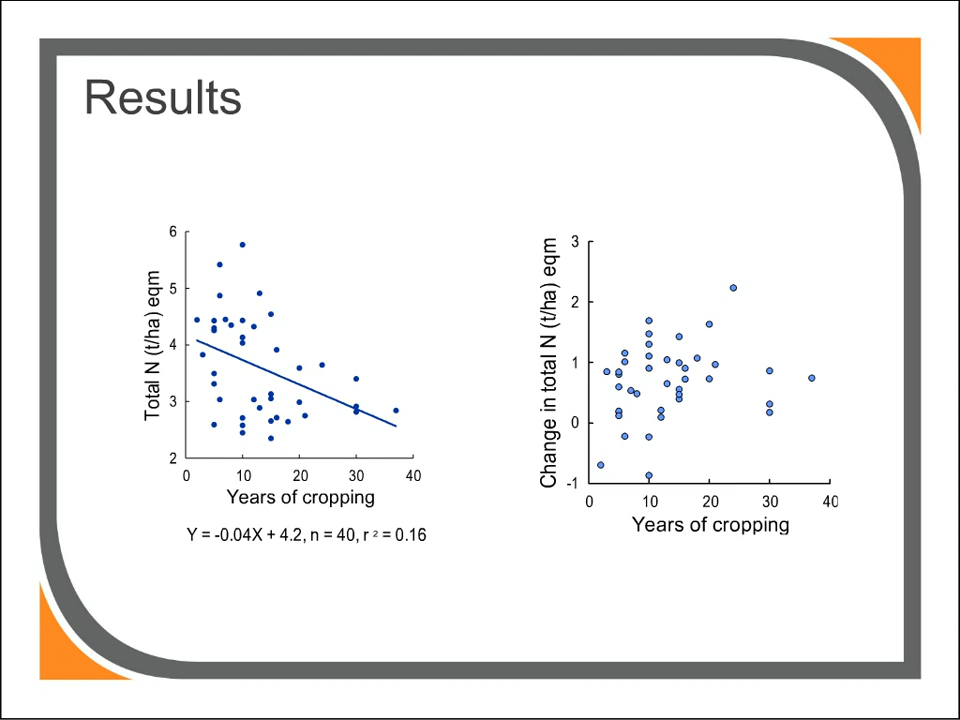 Results
6
5
4
3
2
Total N (t/ha) eqm
0 10 20 30 40
Years of cropping
Y = -0.04X + 4.2, n = 40, r ² = 0.16
3
2
1
0
-1
Change in total N (t/ha) eqm
0 10 20 30 40
Years of cropping